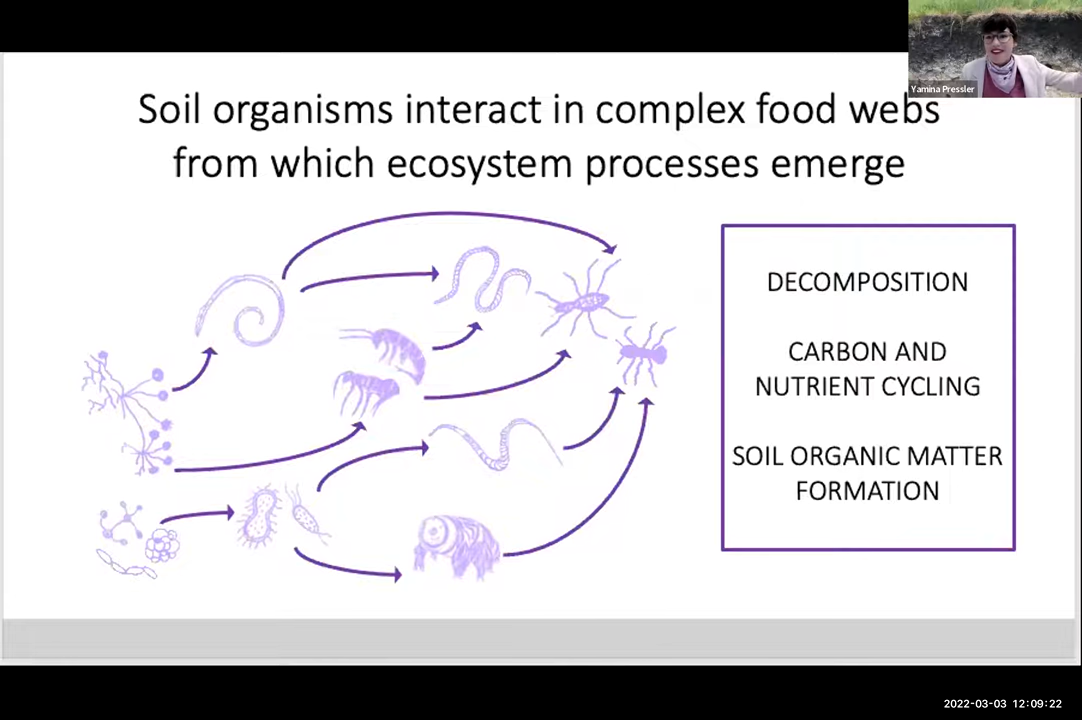 Yamina Pressler
Soil organisms interact in complex food webs
from which ecosystem processes emerge
DECOMPOSITION
CARBON AND
NUTRIENT CYCLING
SOIL ORGANIC MATTER
FORMATION
2022-03-03 12:09:22